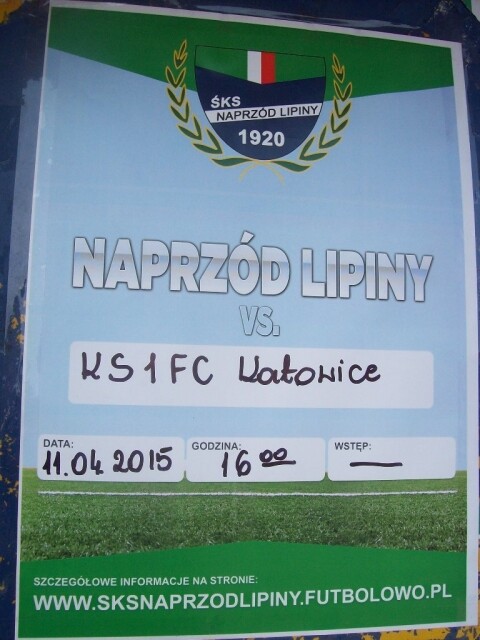 ŚKS
NAPRZÓD LIPINY
1920
NAPRZÓD LIPINY
VS.
KS 1 FC Katowice
DATA: GODZINA: WSTĘP:
11.04 2015 16 00 —
SZCZEGÓŁOWE INFORMACJE NA STRONIE:
WWW.SKSNAPRZODLIPINY.FUTBOLOWO.PL